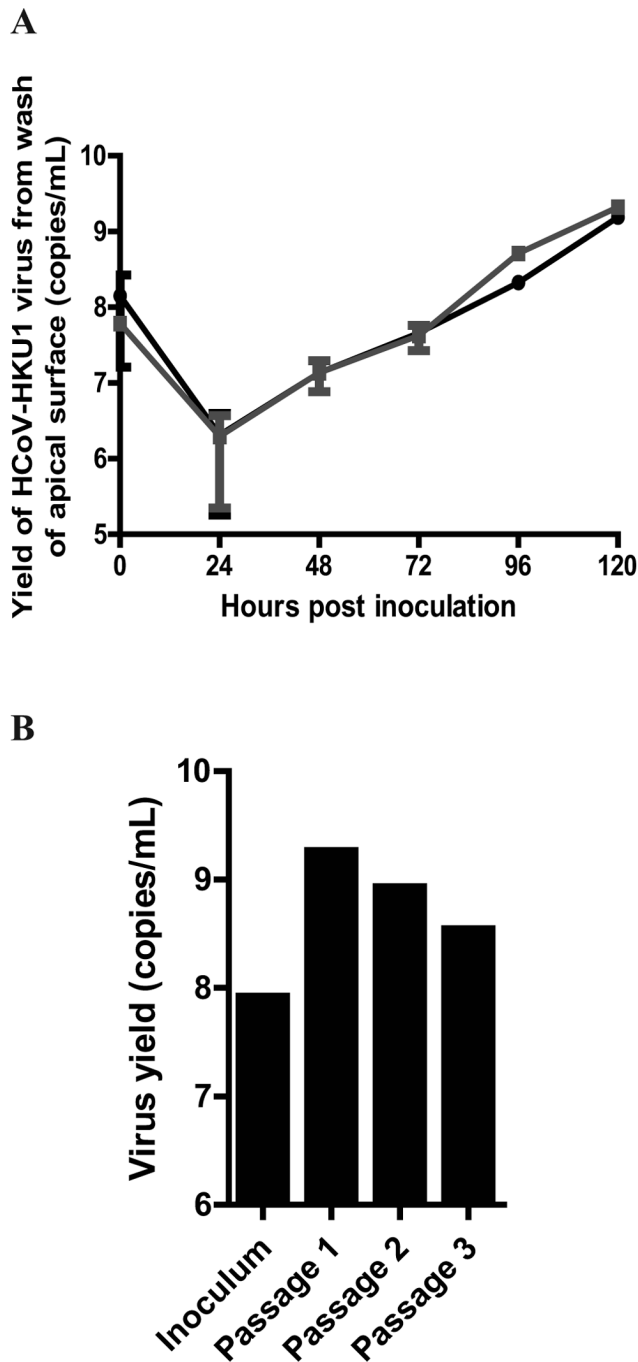 A
Yield of HCoV-HKU1 virus from wash
of apical surface (copies/mL)
10
9
8
7
6
5
0 24 48 72 96 120
Hours post inoculation
B
Virus yield (copies/mL)
10
9
8
7
6
Inoculum
Passage 1
Passage 2
Passage 3